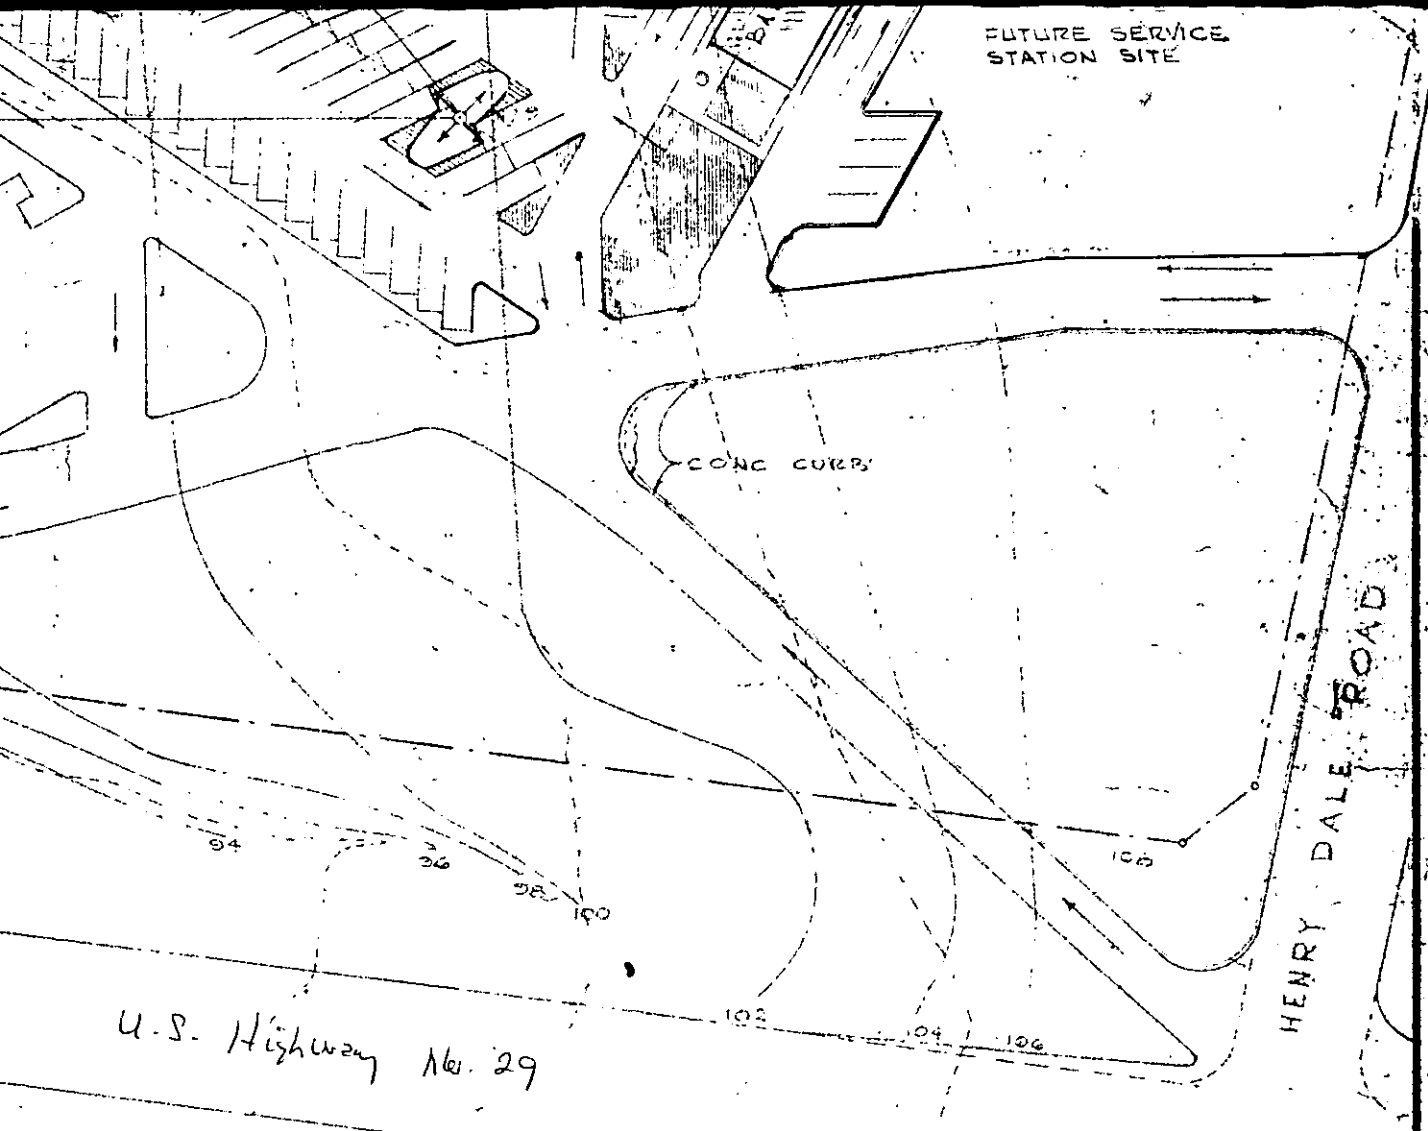 FUTURE SERVICE
STATION SITE
CONC CURB
HENRY DALE ROAD
94
96
98
100
108
102
104
106
U.S. Highway No. 29